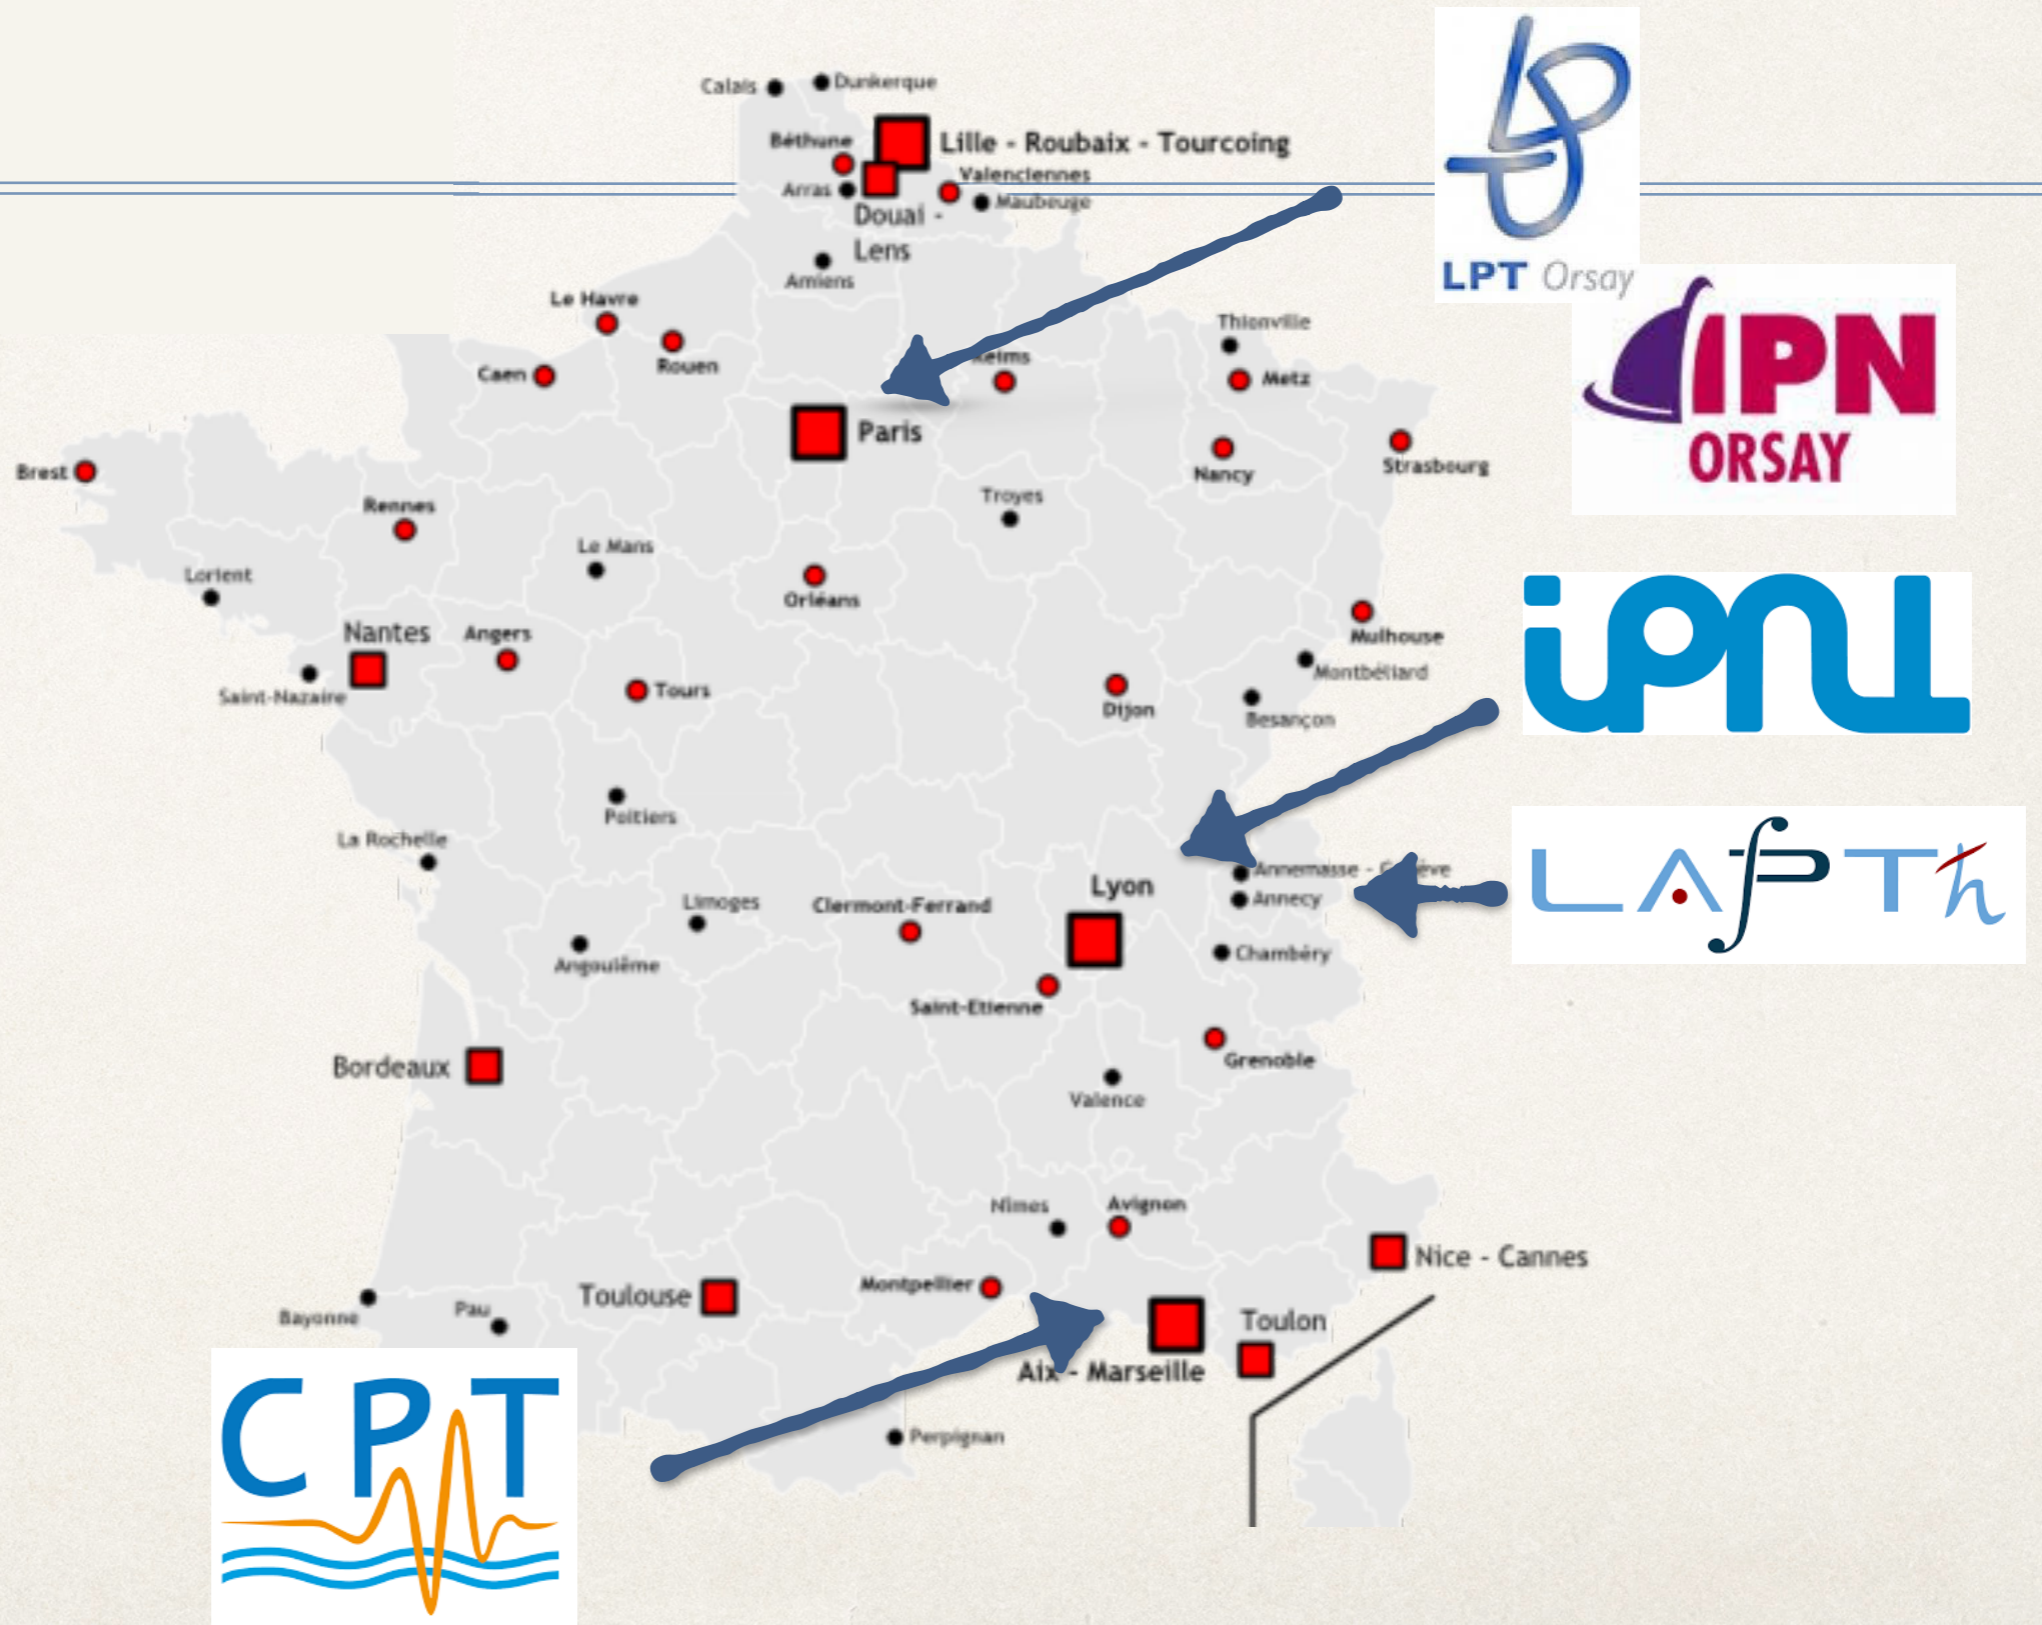 Calais
Dunkerque
Béthune
Lille - Roubaix - Tourcoing
Valenciennes
Arras
Maubeuge
Douai -
Lens
Amiens
LPT Orsay
Le Havre
Rouen
Caen
Reims
Thionville
Metz
IPN
ORSAY
Paris
Brest
Nancy
Strasbourg
Rennes
Troyes
Le Mans
Lorient
Orléans
Nantes
Angers
Mulhouse
Montbéliard
Saint-Nazaire
Tours
Dijon
Besançon
ipnl
Poitiers
La Rochelle
Annemasse - Genève
Lyon
Annecy
LAPTh
Limoges
Clermont-Ferrand
Angoulême
Chambéry
Saint-Etienne
Grenoble
Bordeaux
Valence
Nîmes
Avignon
Nice - Cannes
Montpellier
Toulouse
Bayonne
Pau
Toulon
Aix - Marseille
Perpignan
CPT